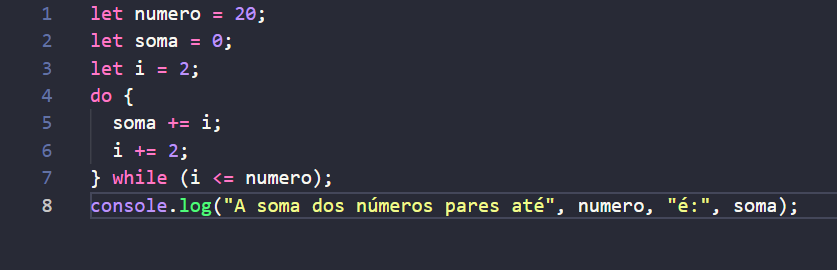 1 let numero = 20;
2 let soma = 0;
3 let i = 2;
4 do {
5 soma += i;
6 i += 2;
7 } while (i <= numero);
8 console.log("A soma dos números pares até", numero, "é:", soma);